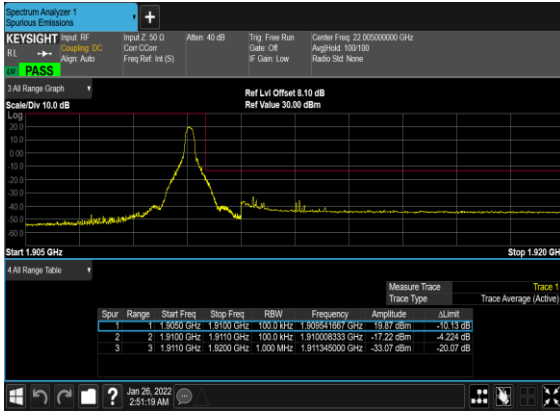 Spectrum Analyzer 1
Spurious Emissions
+
KEYSIGHT Input: RF Input Z: 50 Ω Atten: 40 dB Trig: Free Run Center Freq: 22.005000000 GHz
RL Coupling: DC Corr CCorr Gate: Off Avg|Hold: 100/100
Align: Auto Freq Ref: Int (S) IF Gain: Low Radio Std: None
PASS
3 All Range Graph
Ref Lvl Offset 8.10 dB
Scale/Div 10.0 dB Ref Value 30.00 dBm
Log
20.0
10.0
0.00
-10.0
-20.0
-30.0
-40.0
-50.0
-60.0
Start 1.905 GHz Stop 1.920 GH
4 All Range Table
Measure Trace Trace 1
Trace Type Trace Average (Active)
Spur Range Start Freq Stop Freq RBW Frequency Amplitude ΔLimit
1 1 1.9050 GHz 1.9100 GHz 100.0 kHz 1.909541667 GHz 19.87 dBm -10.13 dB
2 2 1.9100 GHz 1.9110 GHz 100.0 kHz 1.910008333 GHz -17.22 dBm -4.224 dB
3 3 1.9110 GHz 1.9200 GHz 1.000 MHz 1.911345000 GHz -33.07 dBm -20.07 dB
? Jan 26, 2022
2:51:19 AM